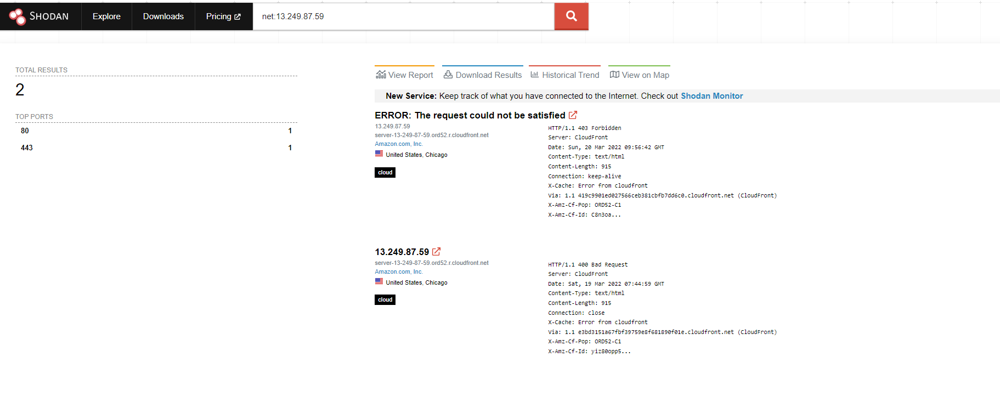 SHODAN Explore Downloads Pricing net:13.249.87.59
TOTAL RESULTS
2
TOP PORTS
80 1
443 1
View Report Download Results Historical Trend View on Map
New Service: Keep track of what you have connected to the Internet. Check out Shodan Monitor
ERROR: The request could not be satisfied
13.249.87.59
server-13-249-87-59.ord52.r.cloudfront.net
Amazon.com, Inc.
United States, Chicago
cloud
HTTP/1.1 403 Forbidden
Server: CloudFront
Date: Sun, 20 Mar 2022 09:56:42 GMT
Content-Type: text/html
Content-Length: 915
Connection: keep-alive
X-Cache: Error from cloudfront
Via: 1.1 419c9901ed027566ceb381cbfb7dd6c0.cloudfront.net (CloudFront)
X-Amz-Cf-Pop: ORD52-C1
X-Amz-Cf-Id: C8n3oa...
13.249.87.59
server-13-249-87-59.ord52.r.cloudfront.net
Amazon.com, Inc.
United States, Chicago
cloud
HTTP/1.1 400 Bad Request
Server: CloudFront
Date: Sat, 19 Mar 2022 07:44:59 GMT
Content-Type: text/html
Content-Length: 915
Connection: close
X-Cache: Error from cloudfront
Via: 1.1 e3bd3151a67fbf39759e8f681890f01e.cloudfront.net (CloudFront)
X-Amz-Cf-Pop: ORD52-C1
X-Amz-Cf-Id: yiz80opp5...